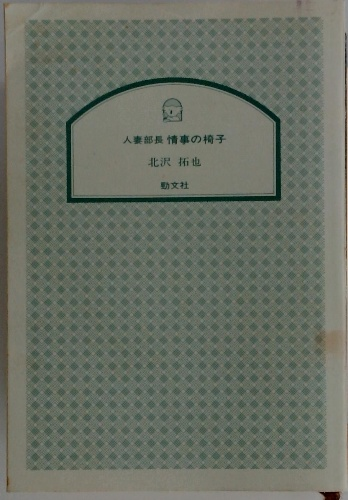 人妻部長 情事の椅子
北沢 拓也
勁文社